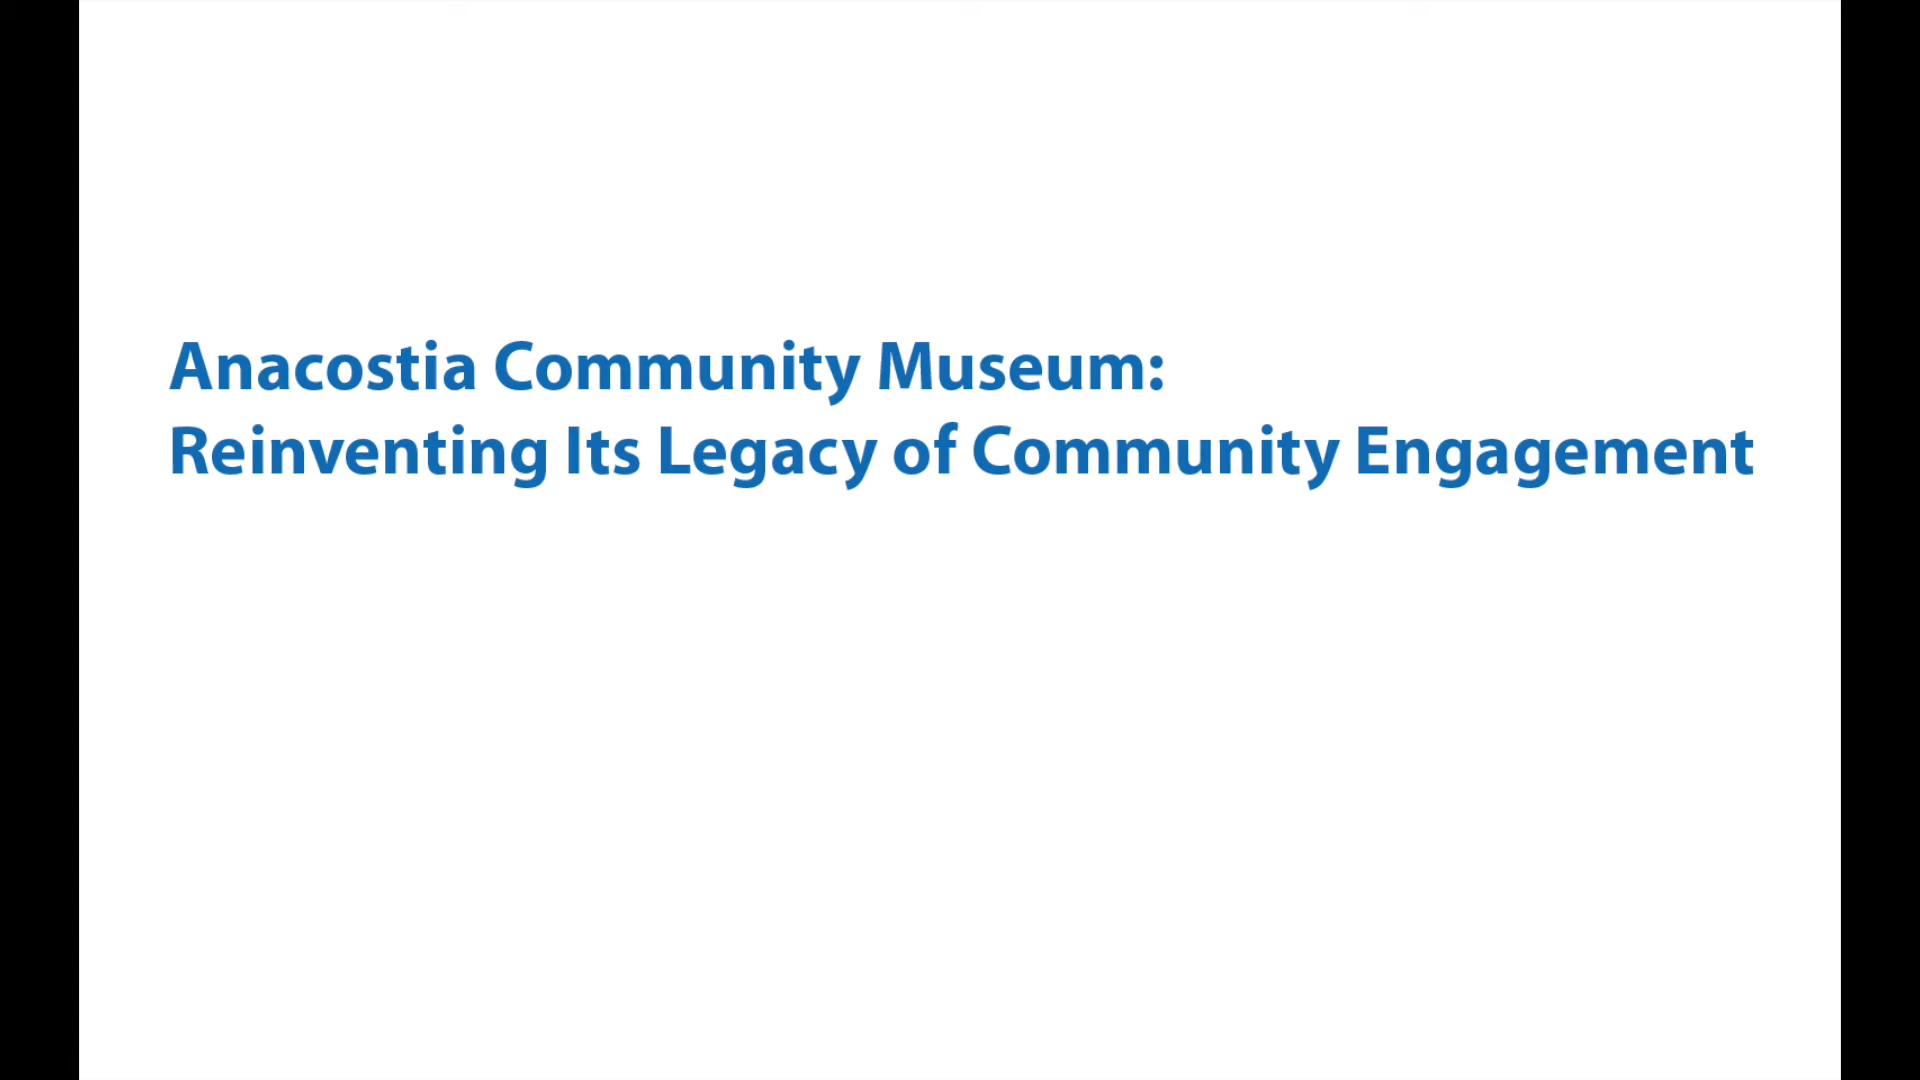 Anacostia Community Museum:
Reinventing Its Legacy of Community Engagement